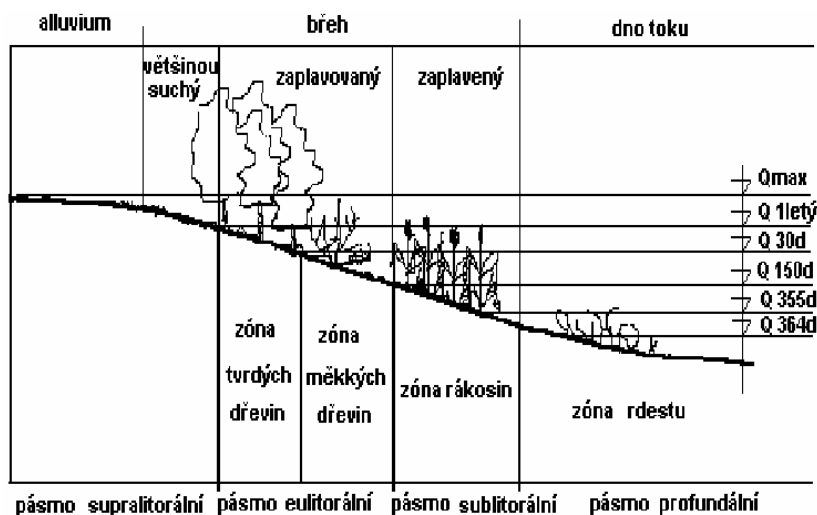 alluvium břeh dno toku
většinou
suchý
zaplavovaný zaplavený
Qmax
Q 1letý
Q 30d
Q 150d
Q 355d
Q 364d
zóna
tvrdých
dřevin
zóna
měkkých
dřevin
zóna rákosin
zóna rdestu
pásmo supralitorální pásmo eulitorální pásmo sublitorální pásmo profundální